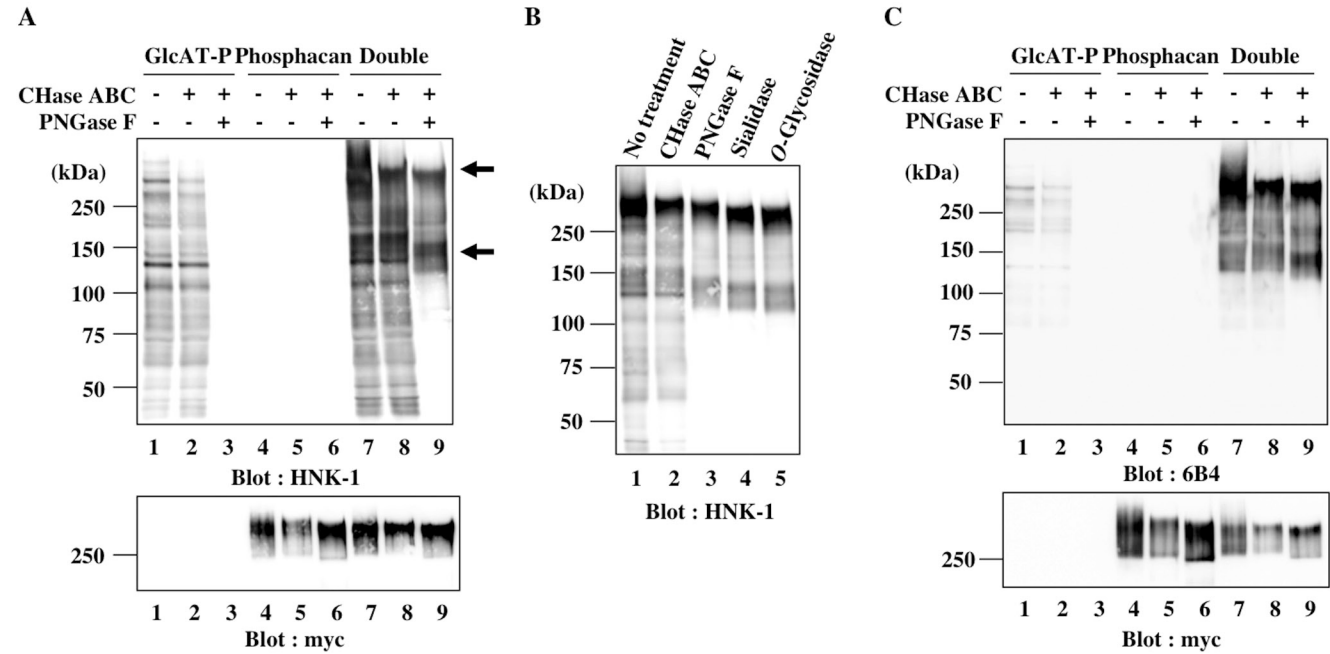 A
GlcAT-P Phosphacan Double
CHase ABC - + + - + + - + +
PNGase F + + +
(kDa)
250
150
100
75
50
1 2 3 4 5 6 7 8 9
Blot : HNK-1
250
1 2 3 4 5 6 7 8 9
Blot : myc
B
No treatment
CHase ABC
PNGase F
Sialidase
O-Glycosidase
(kDa)
250
150
100
75
50
1 2 3 4 5
Blot : HNK-1
C
GlcAT-P Phosphacan Double
CHase ABC - + + - + + - + +
PNGase F - - + - - + - - +
(kDa)
250
150
100
75
50
1 2 3 4 5 6 7 8 9
Blot : 6B4
250
1 2 3 4 5 6 7 8 9
Blot : myc